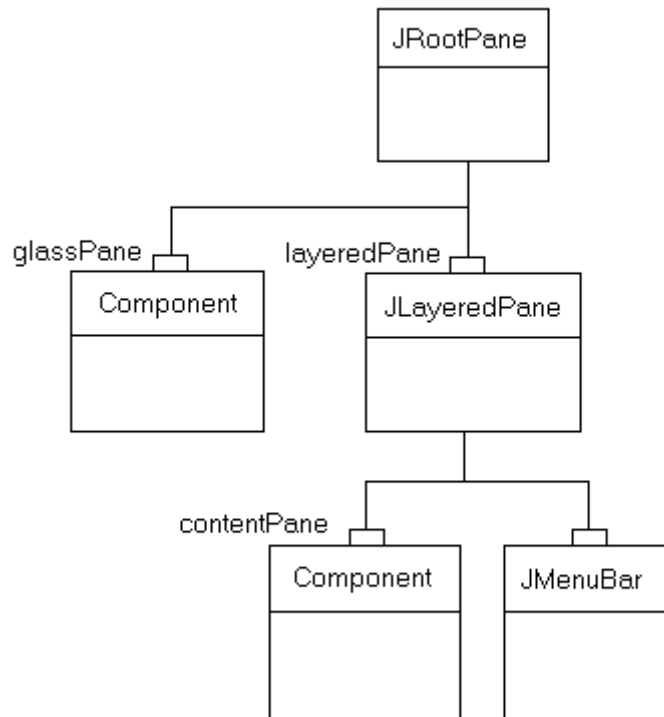 JRootPane
glassPane
layeredPane
Component
JLayeredPane
contentPane
Component
JMenuBar